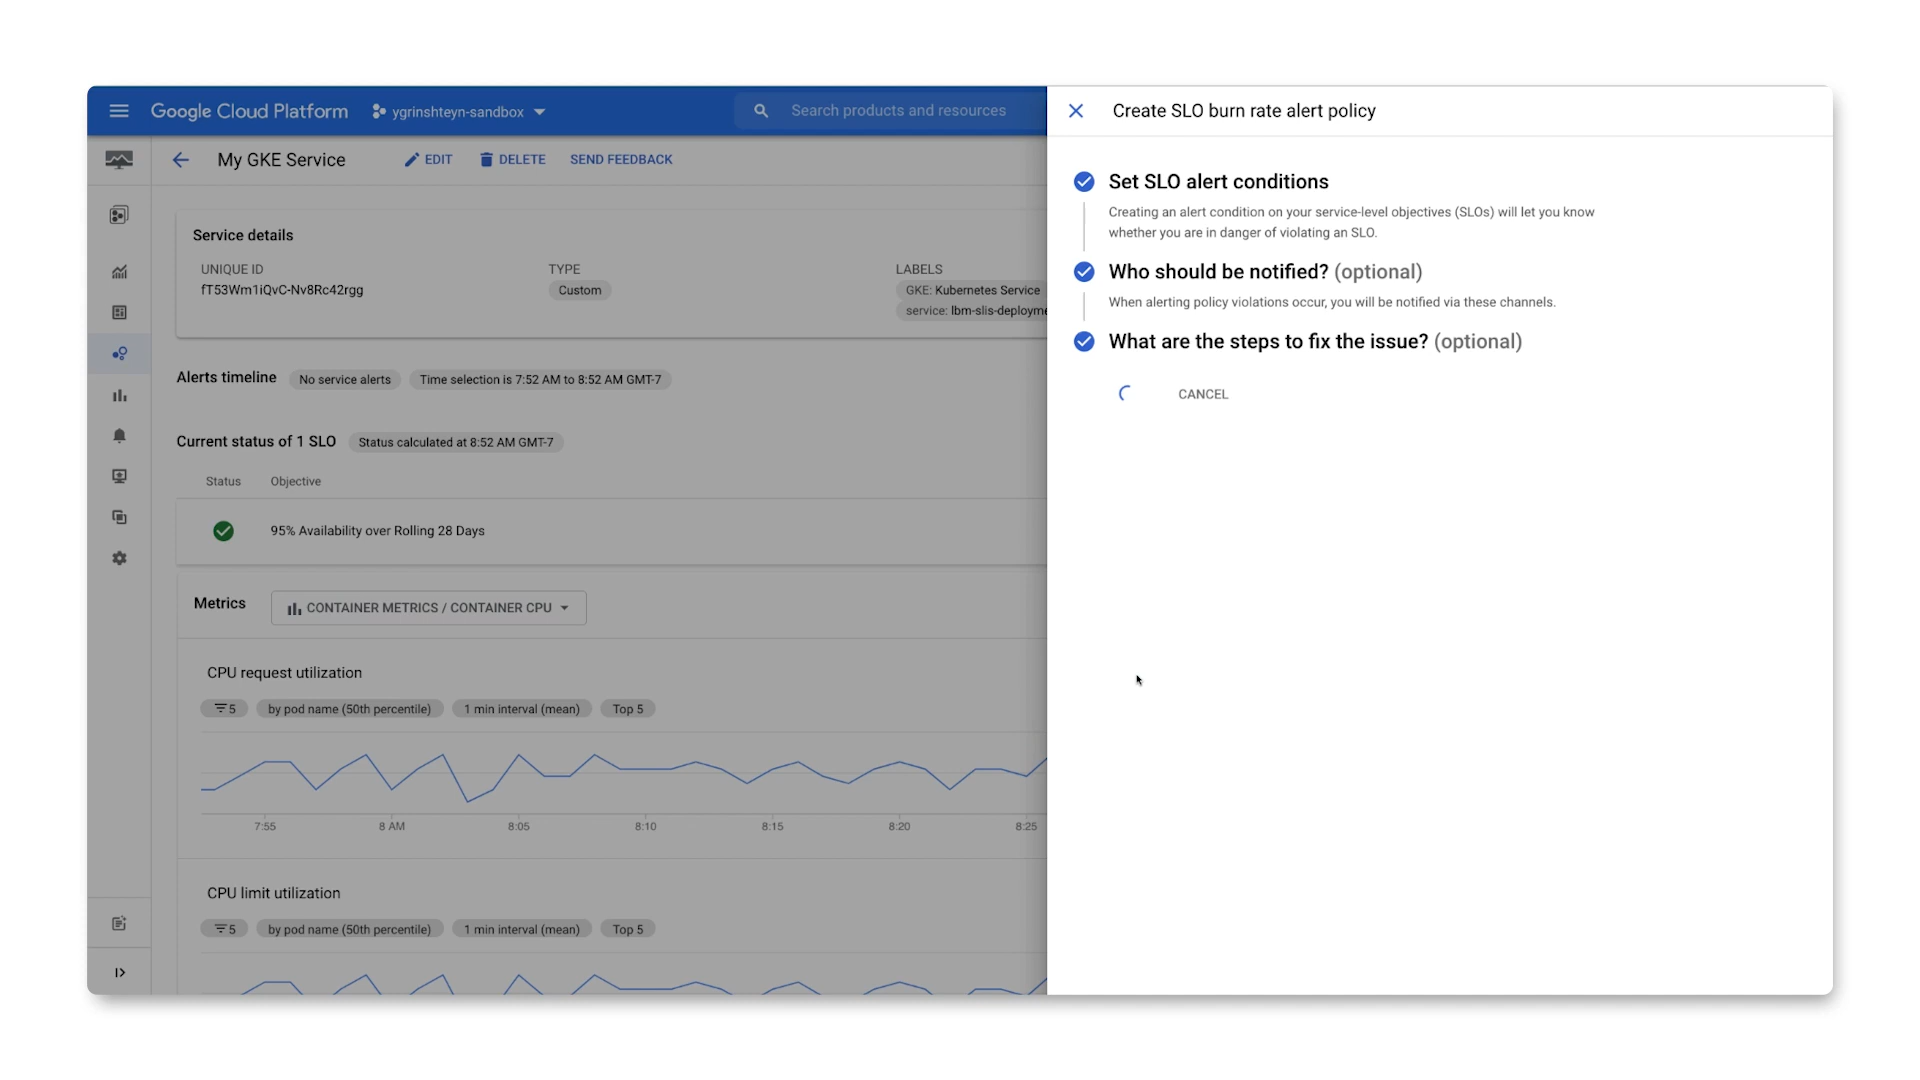 Google Cloud Platform
ygrinshteyn-sandbox
Search products and resources
My GKE Service
EDIT
DELETE
SEND FEEDBACK
Service details
UNIQUE ID
TYPE
LABELS
fT53Wm1iQvC-Nv8Rc42rgg
Custom
GKE: Kubernetes Service
service: lbm-slis-deployme
Alerts timeline
No service alerts
Time selection is 7:52 AM to 8:52 AM GMT-7
Current status of 1 SLO
Status calculated at 8:52 AM GMT-7
Status
Objective
95% Availability over Rolling 28 Days
Metrics
CONTAINER METRICS / CONTAINER CPU
CPU request utilization
5
by pod name (50th percentile)
1 min interval (mean)
Top 5
7:55
8 AM
8:05
8:10
8:15
8:20
8:25
CPU limit utilization
5
by pod name (50th percentile)
1 min interval (mean)
Top 5
Create SLO burn rate alert policy
Set SLO alert conditions
Creating an alert condition on your service-level objectives (SLOs) will let you know
whether you are in danger of violating an SLO.
Who should be notified? (optional)
When alerting policy violations occur, you will be notified via these channels.
What are the steps to fix the issue? (optional)
CANCEL